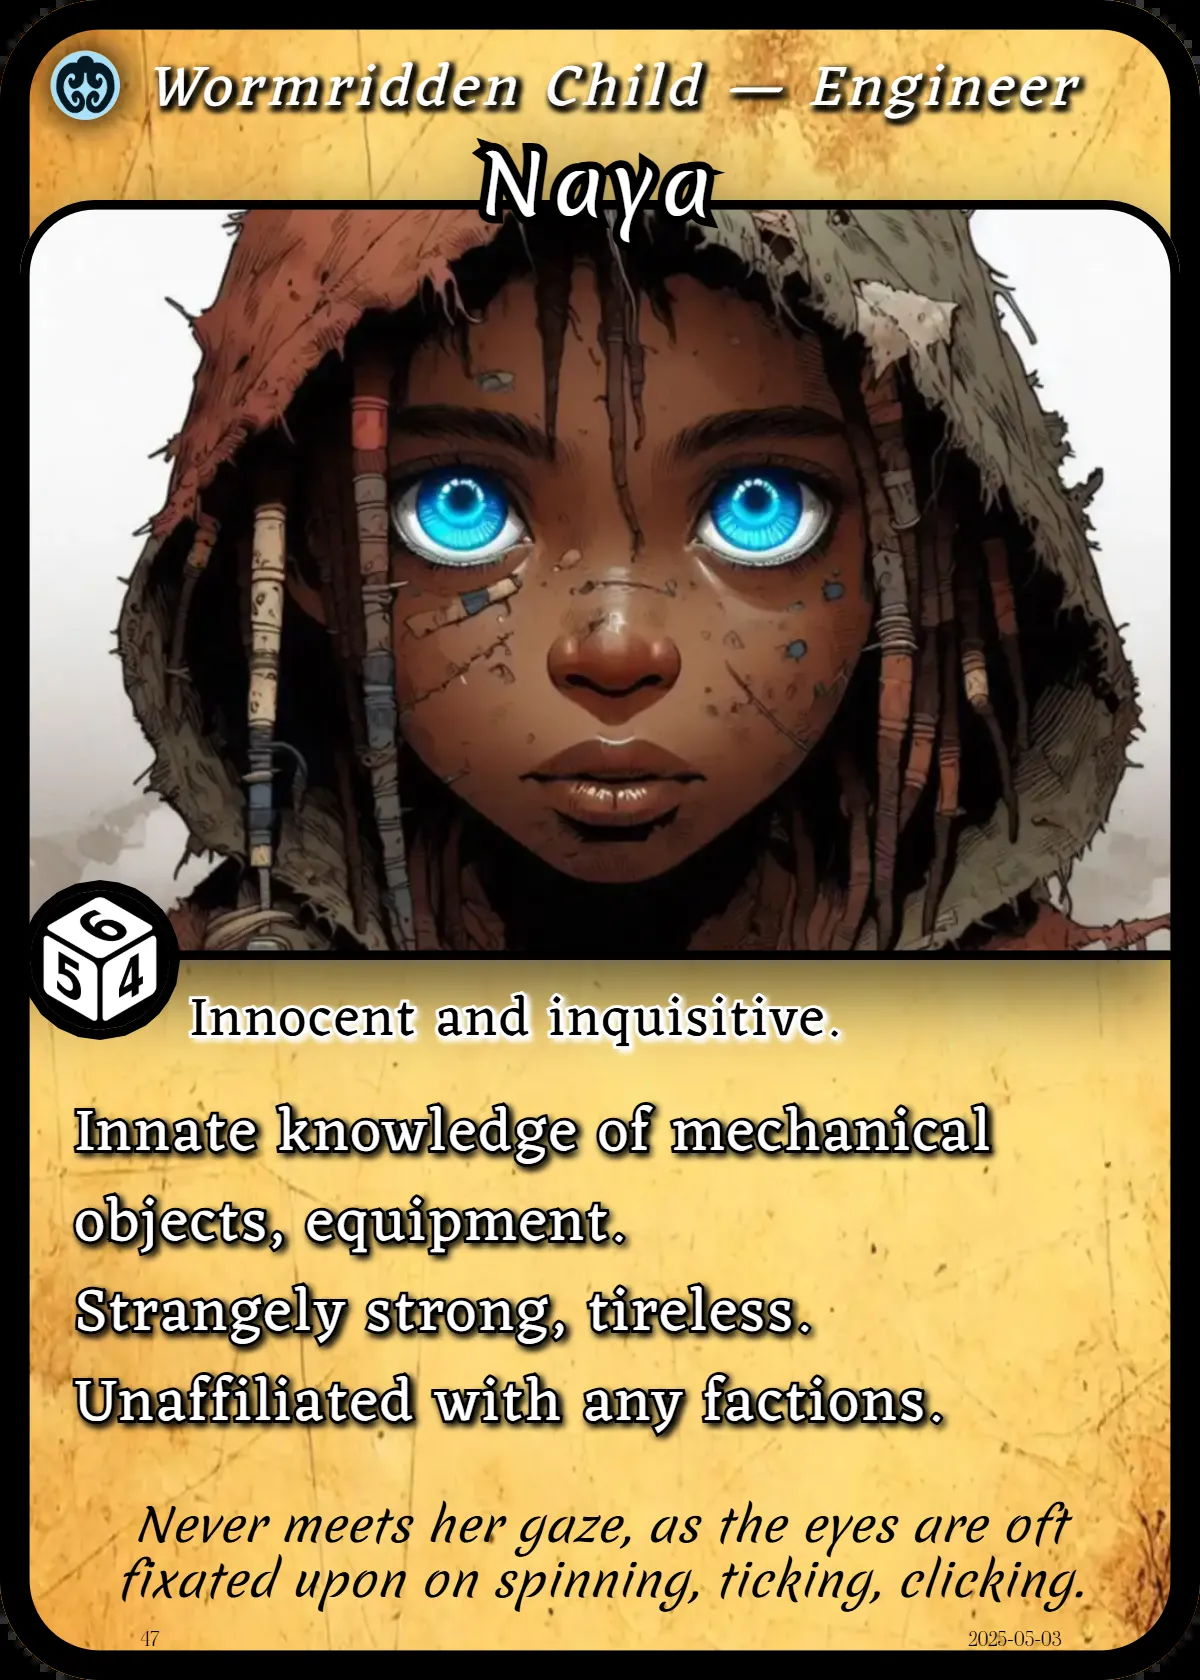 Wormridden Child — Engineer
Naya
6
5 4
Innocent and inquisitive.
Innate knowledge of mechanical
objects, equipment.
Strangely strong, tireless.
Unaffiliated with any factions.
Never meets her gaze, as the eyes are oft
fixated upon on spinning, ticking, clicking.
47 2025-05-03